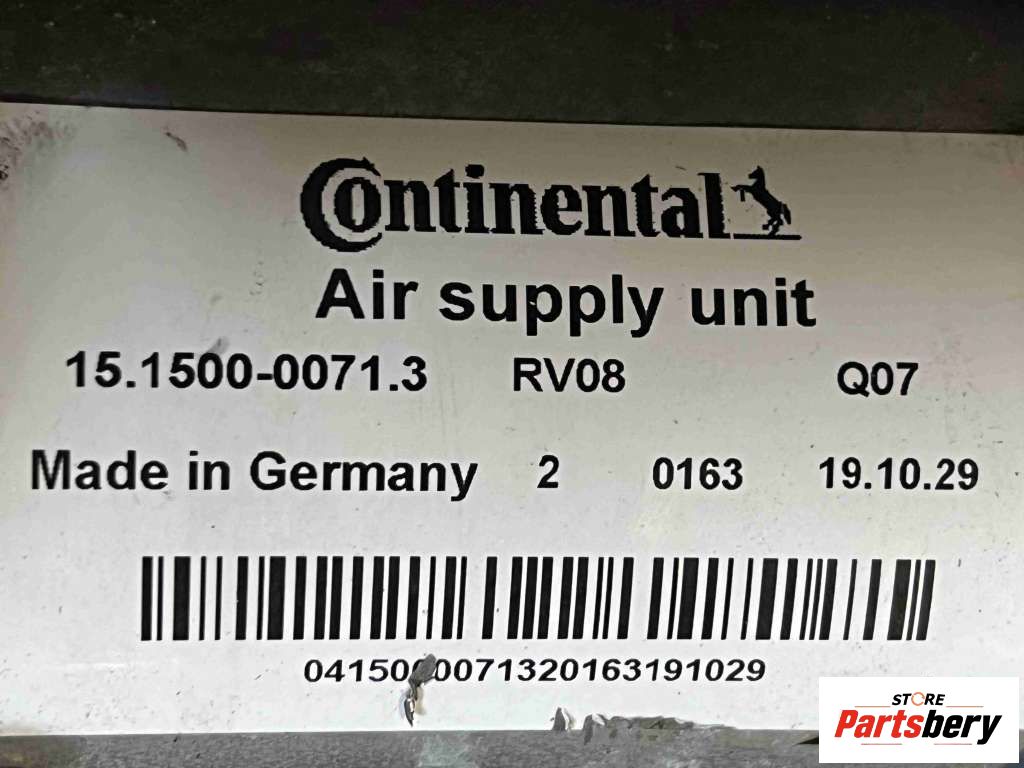 Continental
Air supply unit
15.1500-0071.3 RV08 Q07
Made in Germany 2 0163 19.10.29
STORE
Partsbery